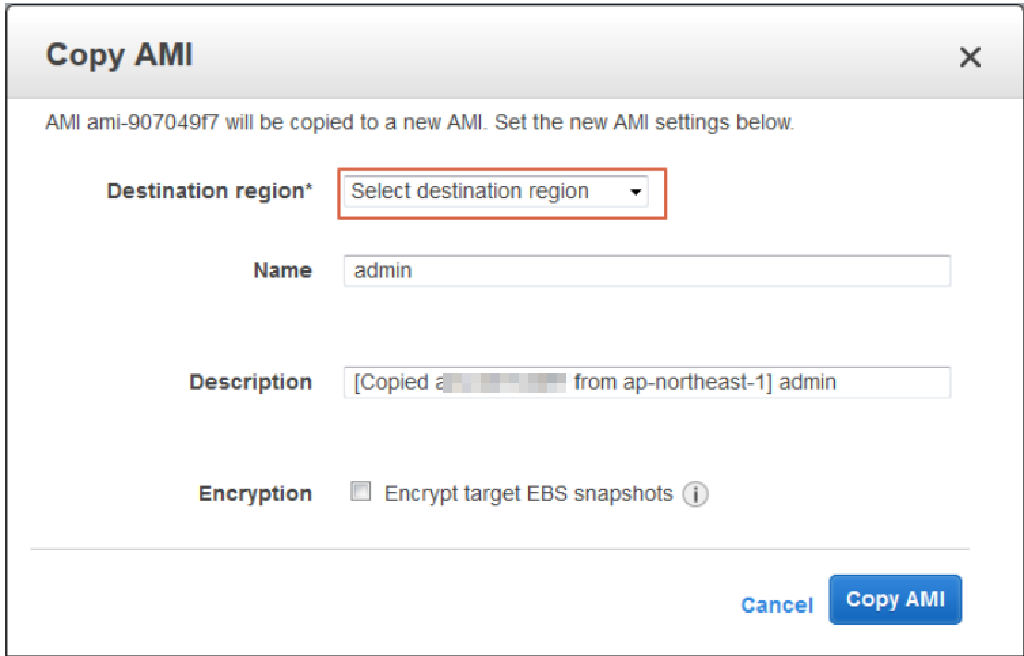 Copy AMI
AMI ami-907049f7 will be copied to a new AMI. Set the new AMI settings below.
Destination region* Select destination region
Name admin
Description [Copied from ap-northeast-1] admin
Encryption Encrypt target EBS snapshots
Cancel Copy AMI